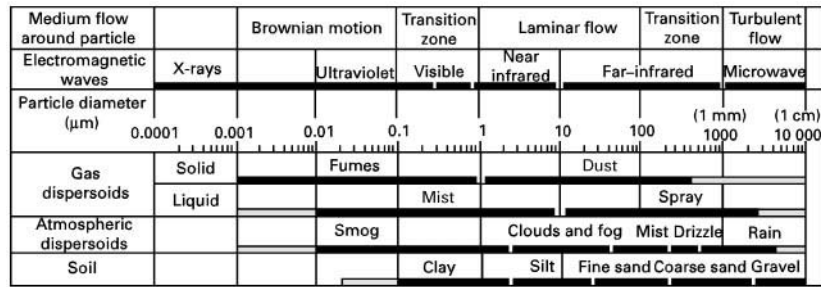 Medium flow around particle Brownian motion Transition zone Laminar flow Transition zone Turbulent flow
Electromagnetic waves X-rays Ultraviolet Visible Near infrared Far–infrared Microwave
Particle diameter (μm) (1 mm) (1 cm)
0.0001 0.001 0.01 0.1 1 10 100 1000 10 000
Gas dispersoids Solid Fumes Dust
Liquid Mist Spray
Atmospheric dispersoids Smog Clouds and fog Mist Drizzle Rain
Soil Clay Silt Fine sand Coarse sand Gravel